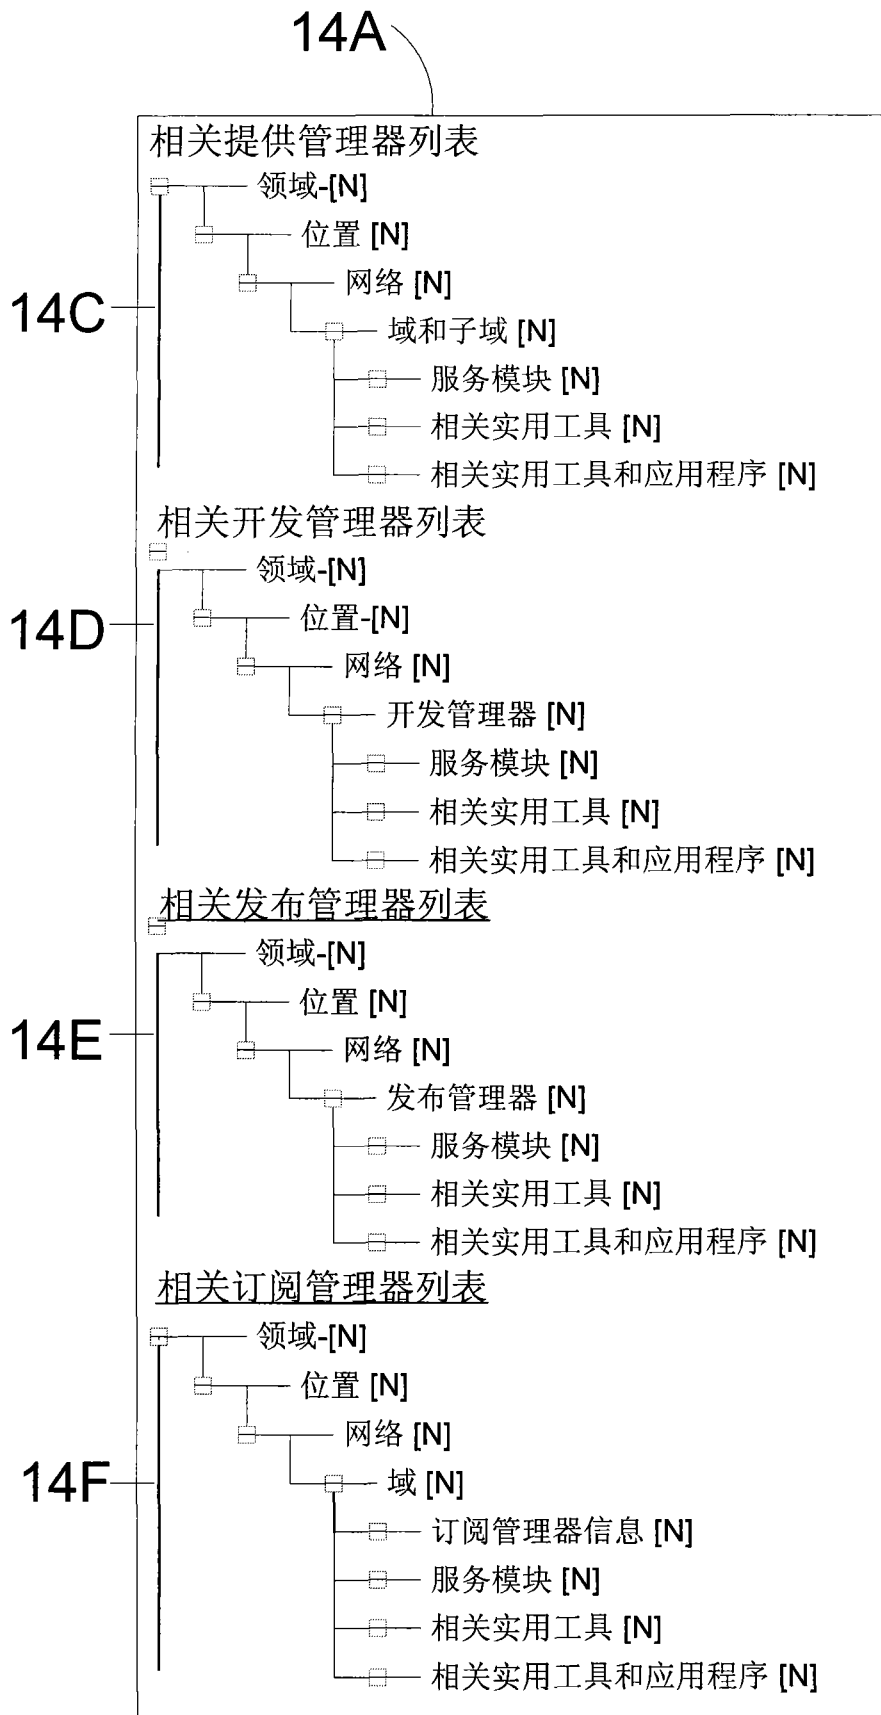 14A
相关提供管理器列表
领域-[N]
位置 [N]
网络 [N]
14C
域和子域 [N]
服务模块 [N]
相关实用工具 [N]
相关实用工具和应用程序 [N]
相关开发管理器列表
领域-[N]
14D
位置-[N]
网络 [N]
开发管理器 [N]
服务模块 [N]
相关实用工具 [N]
相关实用工具和应用程序 [N]
相关发布管理器列表
领域-[N]
位置 [N]
14E
网络 [N]
发布管理器 [N]
服务模块 [N]
相关实用工具 [N]
相关实用工具和应用程序 [N]
相关订阅管理器列表
领域-[N]
位置 [N]
网络 [N]
14F
域 [N]
订阅管理器信息 [N]
服务模块 [N]
相关实用工具 [N]
相关实用工具和应用程序 [N]